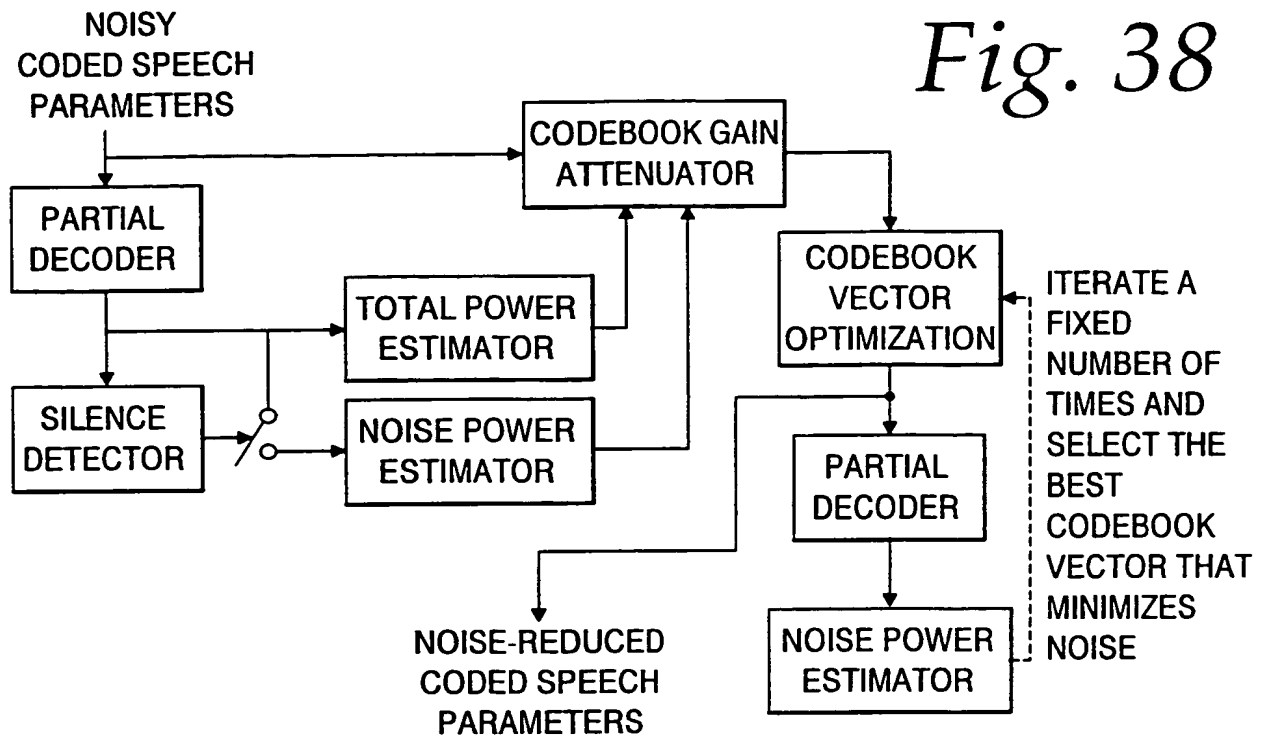 Fig. 38
NOISY
CODED SPEECH
PARAMETERS
CODEBOOK GAIN
ATTENUATOR
PARTIAL
DECODER
TOTAL POWER
ESTIMATOR
CODEBOOK
VECTOR
OPTIMIZATION
ITERATE A
FIXED
NUMBER OF
TIMES AND
SELECT THE
BEST
CODEBOOK
VECTOR THAT
MINIMIZES
NOISE
SILENCE
DETECTOR
NOISE POWER
ESTIMATOR
PARTIAL
DECODER
NOISE POWER
ESTIMATOR
NOISE-REDUCED
CODED SPEECH
PARAMETERS